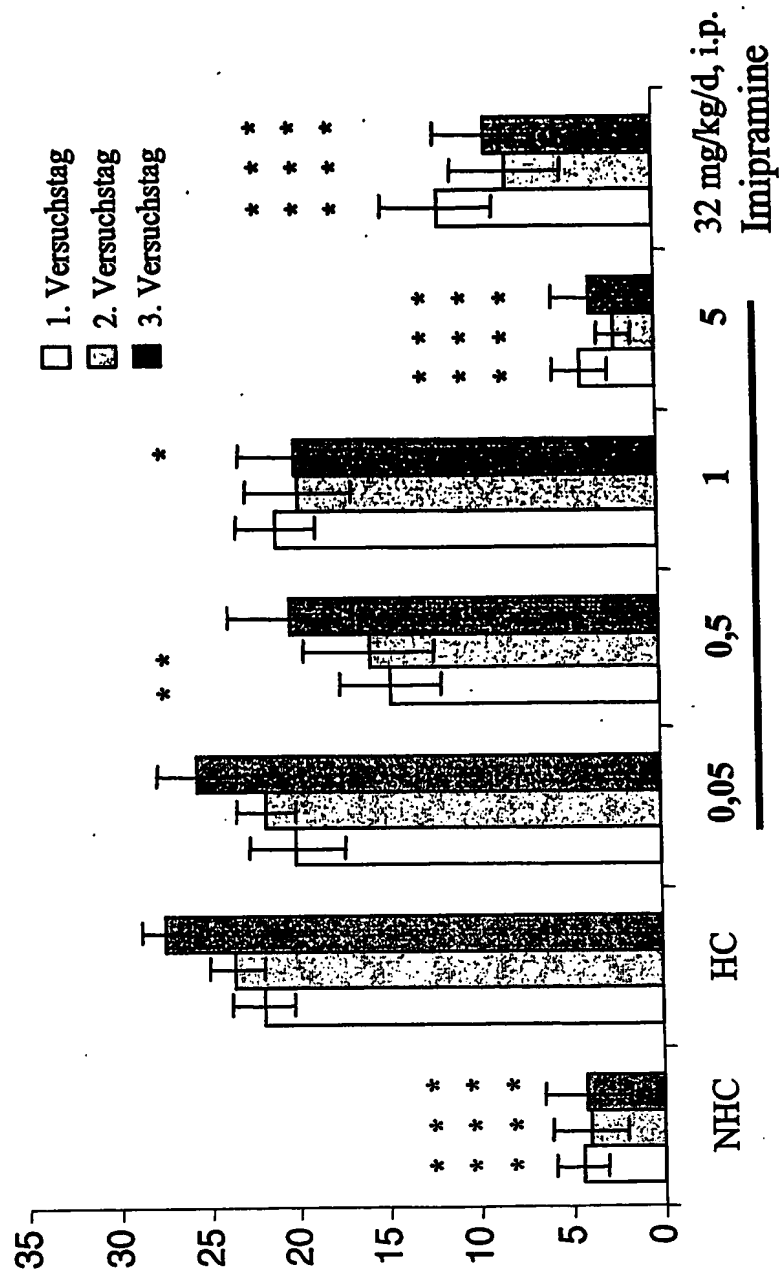 1. Versuchstag
2. Versuchstag
3. Versuchstag
35
30
25
20
15
10
5
0
* * *
* * *
* * *
* *
*
* * *
* * *
* * *
* * *
* * *
* * *
NHC HC 0,05 0,5 1 5 32 mg/kg/d, i.p.
Imipramine